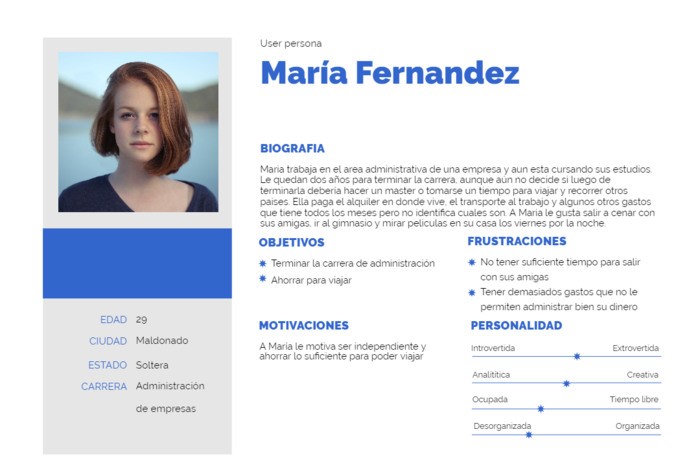 User persona
María Fernandez
BIOGRAFIA
Maria trabaja en el area administrativa de una empresa y aun esta cursando sus estudios.
Le quedan dos años para terminar la carrera, aunque aún no decide si luego de
terminarla debería hacer un master o tomarse un tiempo para viajar y recorrer otros
paises. Ella paga el alquiler en donde vive, el transporte al trabajo y algunos otros gastos
que tiene todos los meses pero no identifica cuales son. A Maria le gusta salir a cenar con
sus amigas, ir al gimnasio y mirar peliculas en su casa los viernes por la noche.
OBJETIVOS
Terminar la carrera de administración
Ahorrar para viajar
FRUSTRACIONES
No tener suficiente tiempo para salir
con sus amigas
Tener demasiados gastos que no le
permiten administrar bien su dinero
MOTIVACIONES
A Maria le motiva ser independiente y
ahorrar lo suficiente para poder viajar
PERSONALIDAD
Introvertida Extrovertida
Analitítica Creativa
Ocupada Tiempo libre
Desorganizada Organizada
EDAD 29
CIUDAD Maldonado
ESTADO Soltera
CARRERA Administración
de empresas